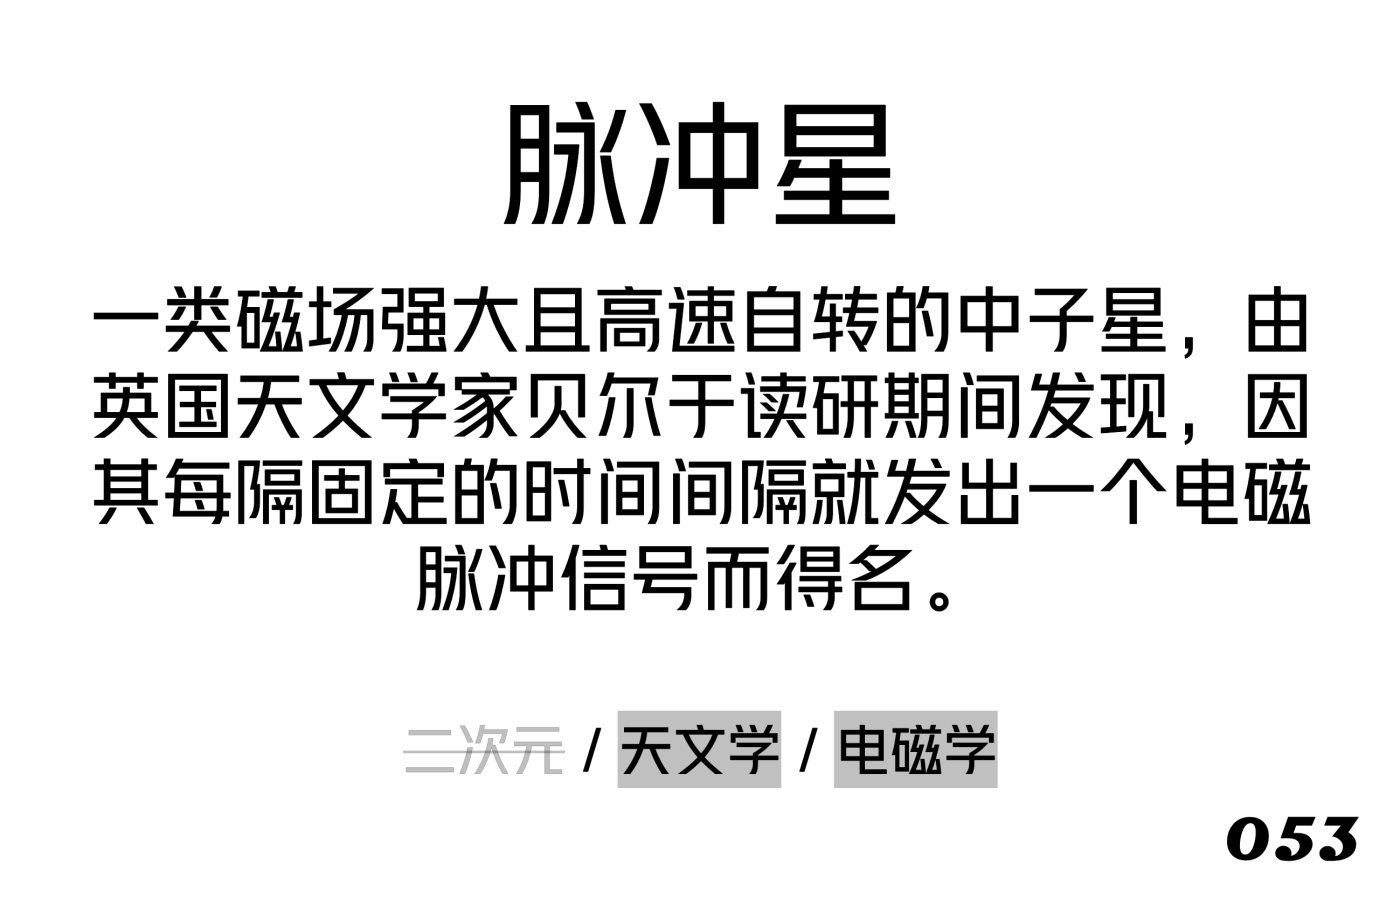 脉冲星
一类磁场强大且高速自转的中子星，由
英国天文学家贝尔于读研期间发现，因
其每隔固定的时间间隔就发出一个电磁
脉冲信号而得名。
二次元 / 天文学 / 电磁学
053